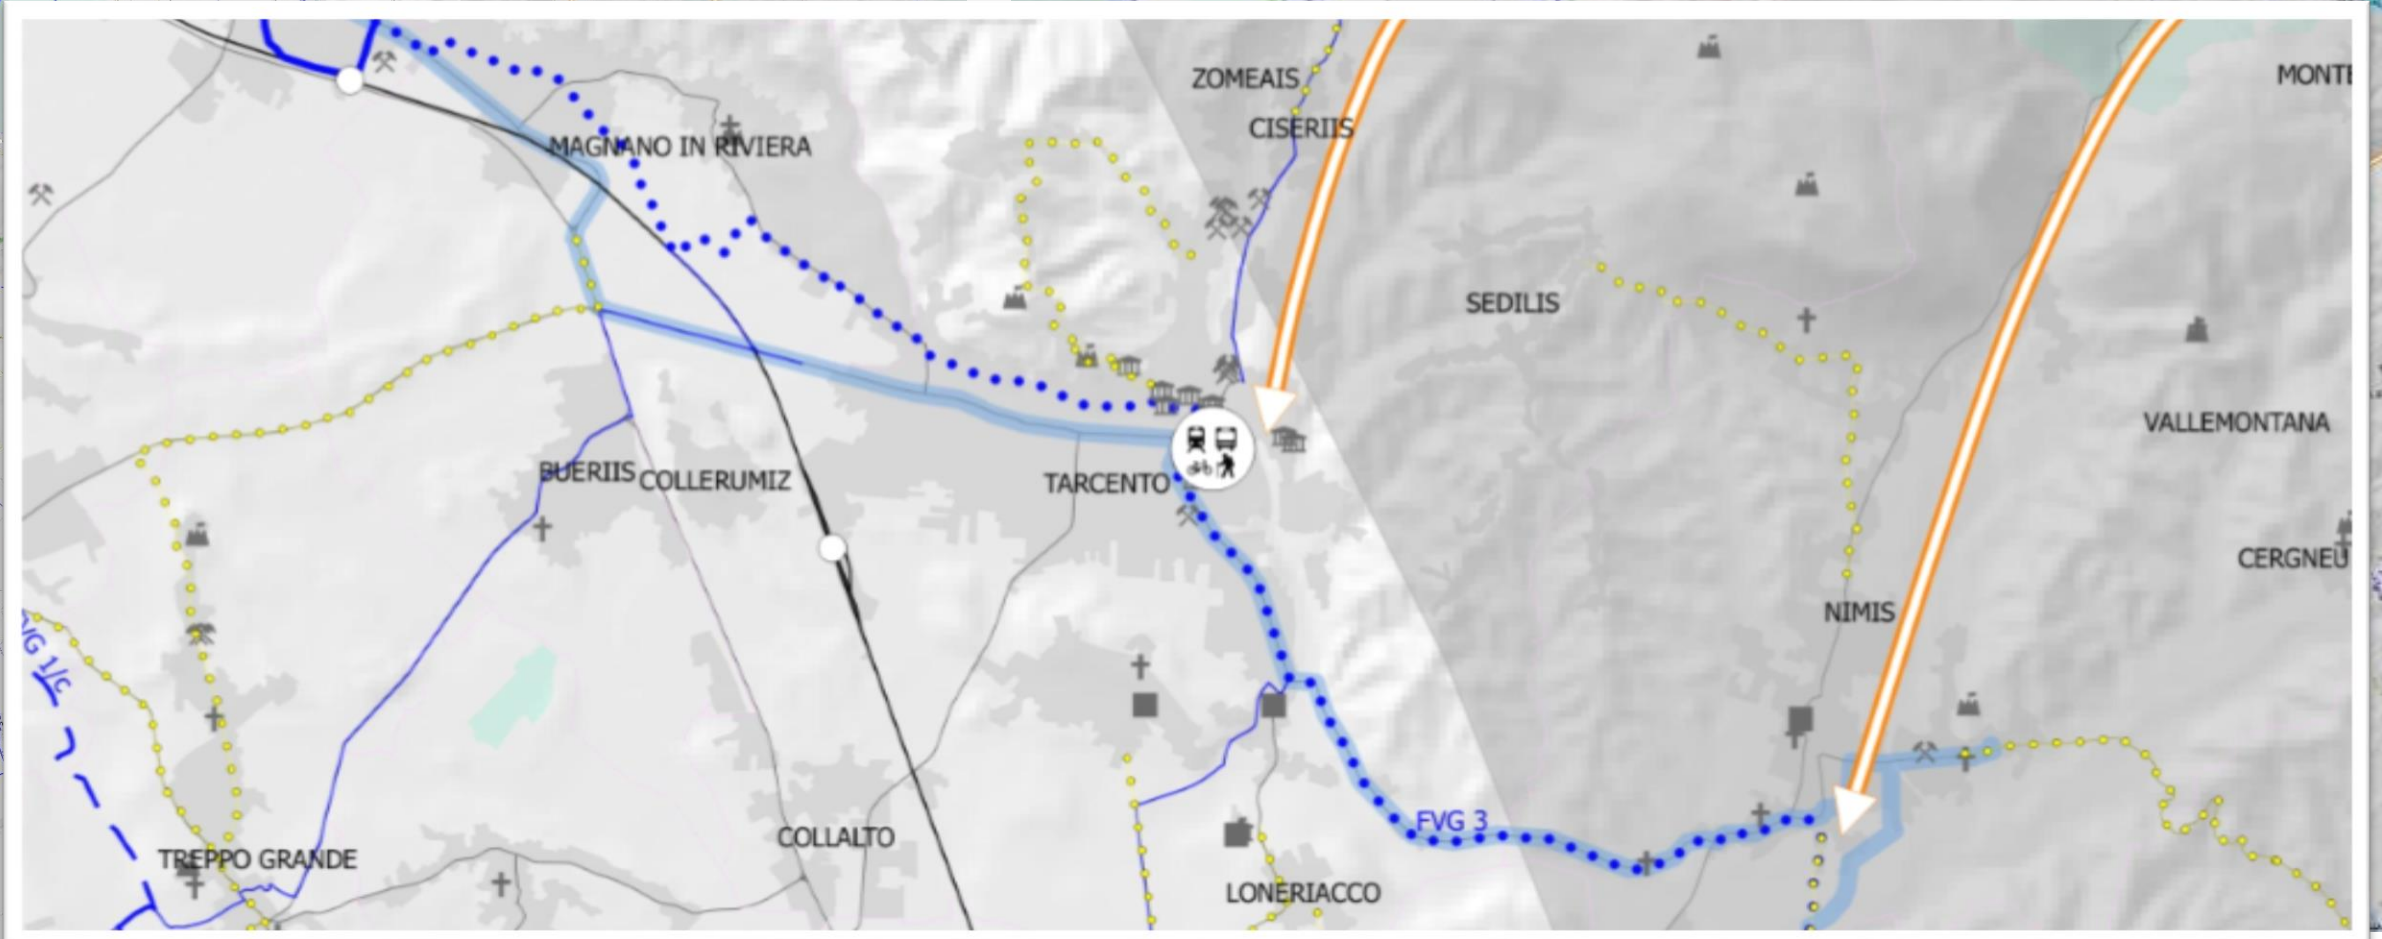 ZOMEAIS
MONTE
CISERIIS
MAGNANO IN RIVIERA
SEDILIS
VALLEMONTANA
BUERIIS
COLLERUMIZ
TARCENTO
CERGNEU
NIMIS
VG 1/c
FVG 3
COLLALTO
TREPPO GRANDE
LONERIACCO